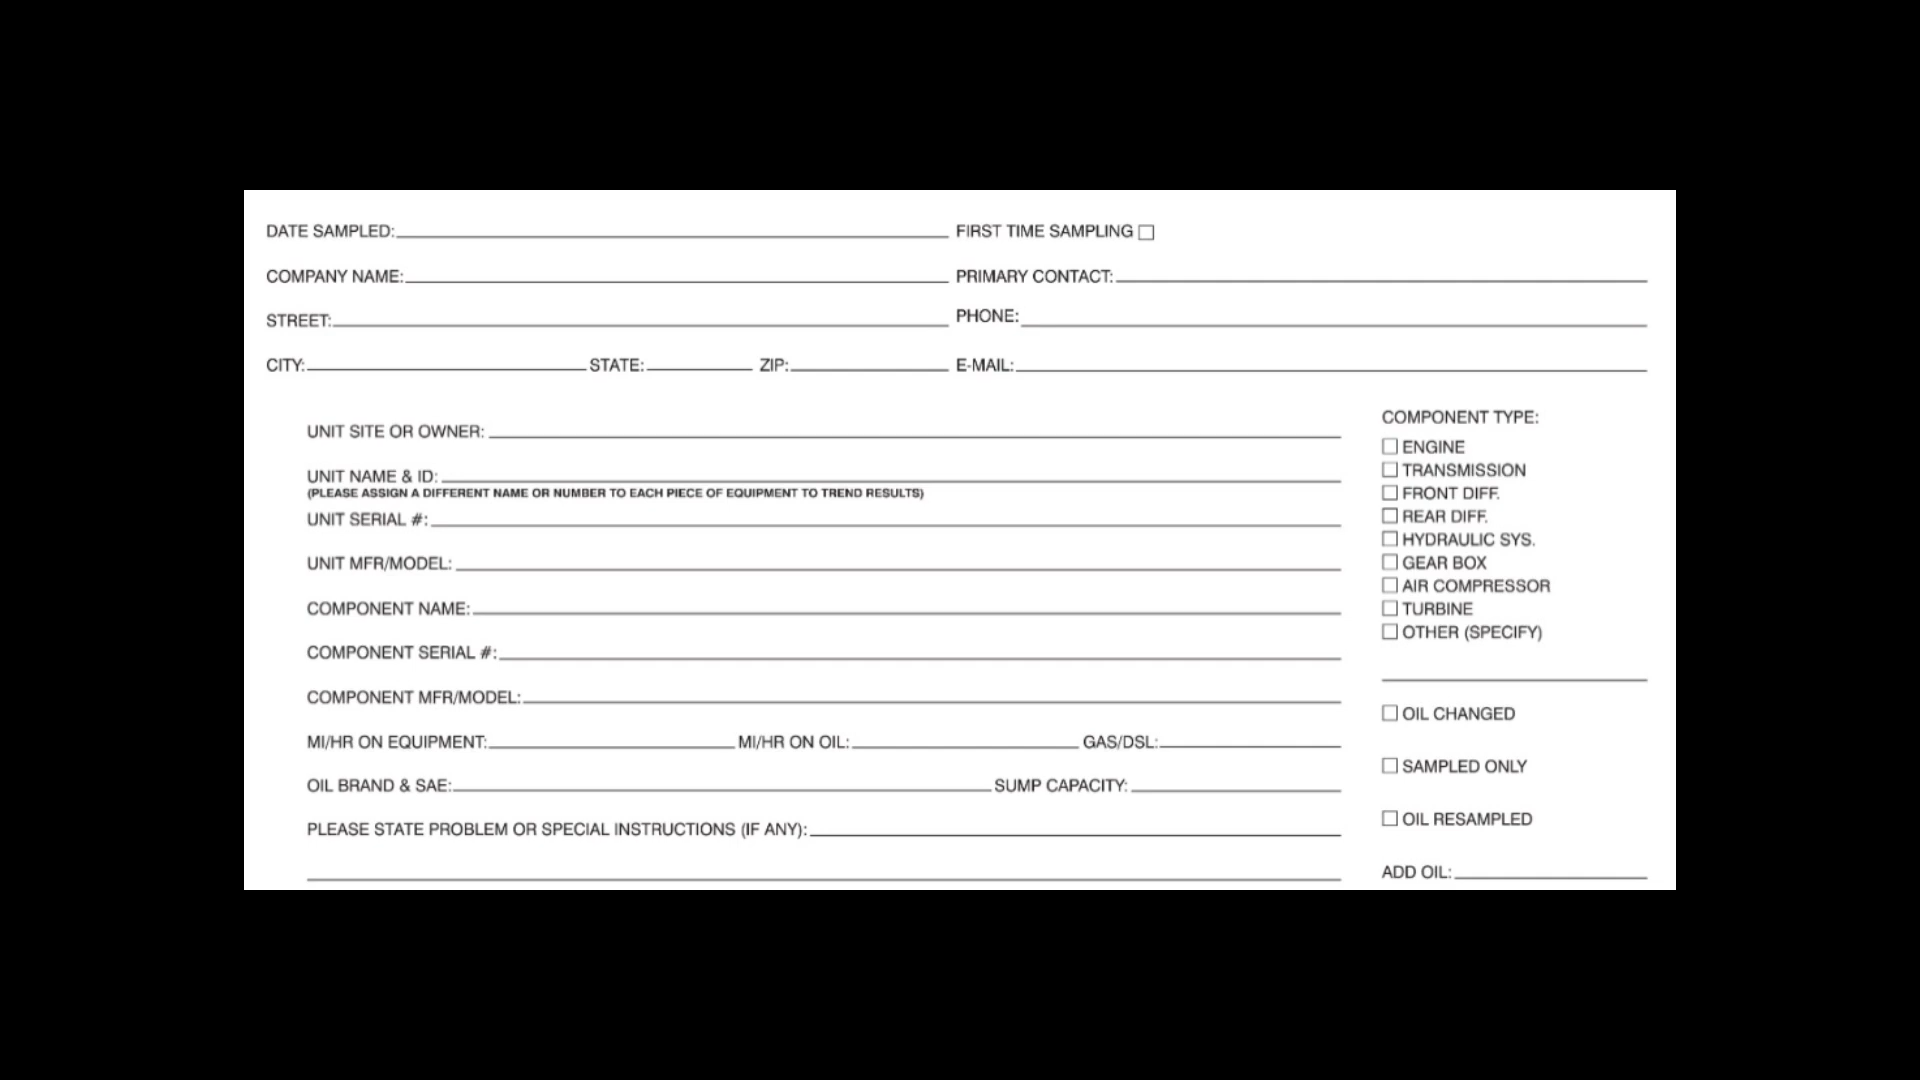 DATE SAMPLED: FIRST TIME SAMPLING
COMPANY NAME: PRIMARY CONTACT:
STREET: PHONE:
CITY: STATE: ZIP: E-MAIL:
UNIT SITE OR OWNER:
UNIT NAME & ID:
(PLEASE ASSIGN A DIFFERENT NAME OR NUMBER TO EACH PIECE OF EQUIPMENT TO TREND RESULTS)
UNIT SERIAL #:
UNIT MFR/MODEL:
COMPONENT NAME:
COMPONENT SERIAL #:
COMPONENT MFR/MODEL:
MI/HR ON EQUIPMENT: MI/HR ON OIL: GAS/DSL:
OIL BRAND & SAE: SUMP CAPACITY:
PLEASE STATE PROBLEM OR SPECIAL INSTRUCTIONS (IF ANY):
COMPONENT TYPE:
ENGINE
TRANSMISSION
FRONT DIFF.
REAR DIFF.
HYDRAULIC SYS.
GEAR BOX
AIR COMPRESSOR
TURBINE
OTHER (SPECIFY)
OIL CHANGED
SAMPLED ONLY
OIL RESAMPLED
ADD OIL: